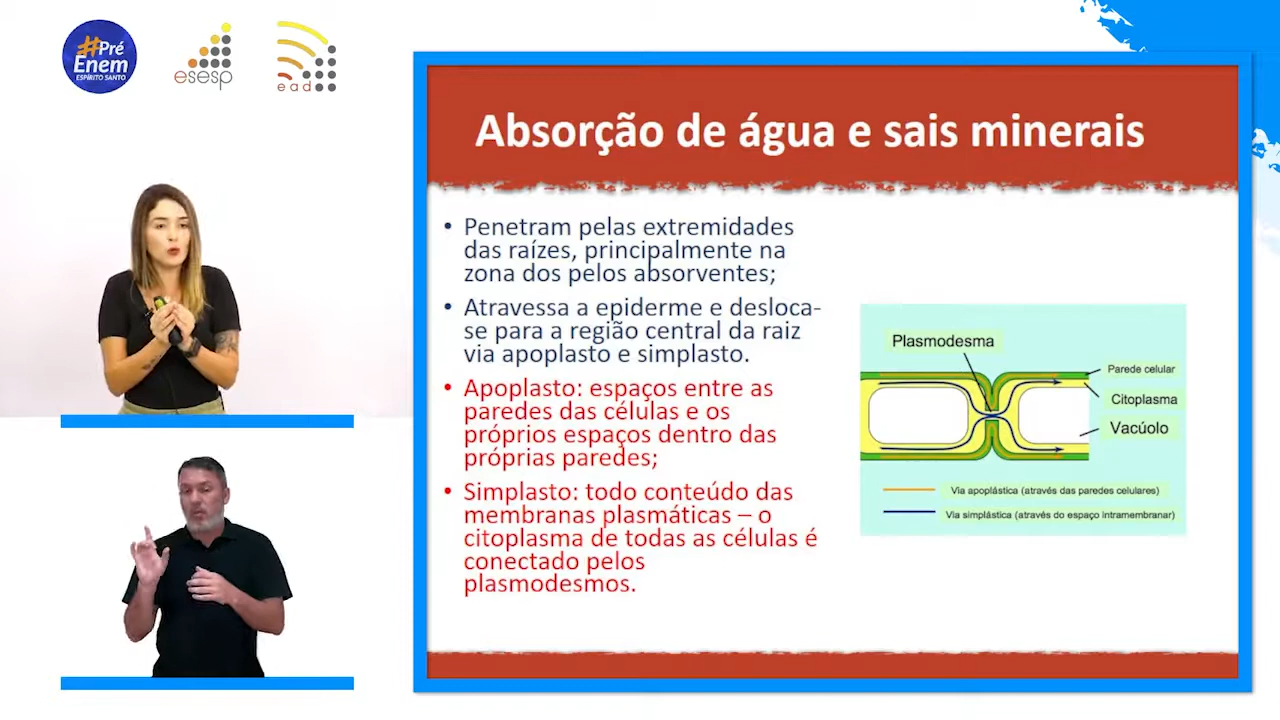 #Pré
Enem
ESPÍRITO SANTO
esesp
ead
Absorção de água e sais minerais
• Penetram pelas extremidades
das raízes, principalmente na
zona dos pelos absorventes;
• Atravessa a epiderme e desloca-
se para a região central da raiz
via apoplasto e simplasto.
• Apoplasto: espaços entre as
paredes das células e os
próprios espaços dentro das
próprias paredes;
• Simplasto: todo conteúdo das
membranas plasmáticas – o
citoplasma de todas as células é
conectado pelos
plasmodesmos.
Plasmodesma
Parede celular
Citoplasma
Vacúolo
Via apoplástica (através das paredes celulares)
Via simplástica (através do espaço intramembranar)